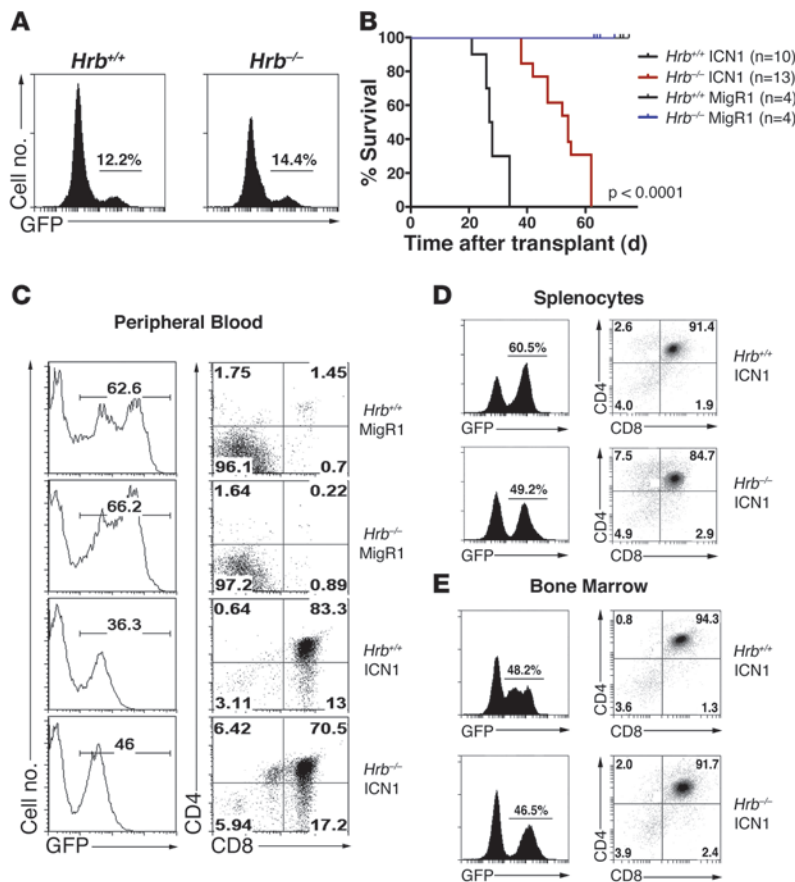 A
Hrb+/+
Hrb–/–
Cell no.
12.2%
14.4%
GFP
B
% Survival
100
80
60
40
20
0
0 20 40 60
Time after transplant (d)
p < 0.0001
Hrb+/+ ICN1 (n=10)
Hrb–/– ICN1 (n=13)
Hrb+/+ MigR1 (n=4)
Hrb–/– MigR1 (n=4)
C
Peripheral Blood
62.6
1.75 1.45
96.1 0.7
Hrb+/+
MigR1
66.2
1.64 0.22
97.2 0.89
Hrb–/–
MigR1
36.3
0.64 83.3
3.11 13
Hrb+/+
ICN1
46
6.42 70.5
5.94 17.2
Hrb–/–
ICN1
Cell no.
GFP
CD4
CD8
D
Splenocytes
60.5%
GFP
2.6 91.4
4.0 1.9
CD4
CD8
Hrb+/+
ICN1
49.2%
GFP
7.5 84.7
4.9 2.9
CD4
CD8
Hrb–/–
ICN1
E
Bone Marrow
48.2%
GFP
0.8 94.3
3.6 1.3
CD4
CD8
Hrb+/+
ICN1
46.5%
GFP
2.0 91.7
3.9 2.4
CD4
CD8
Hrb–/–
ICN1